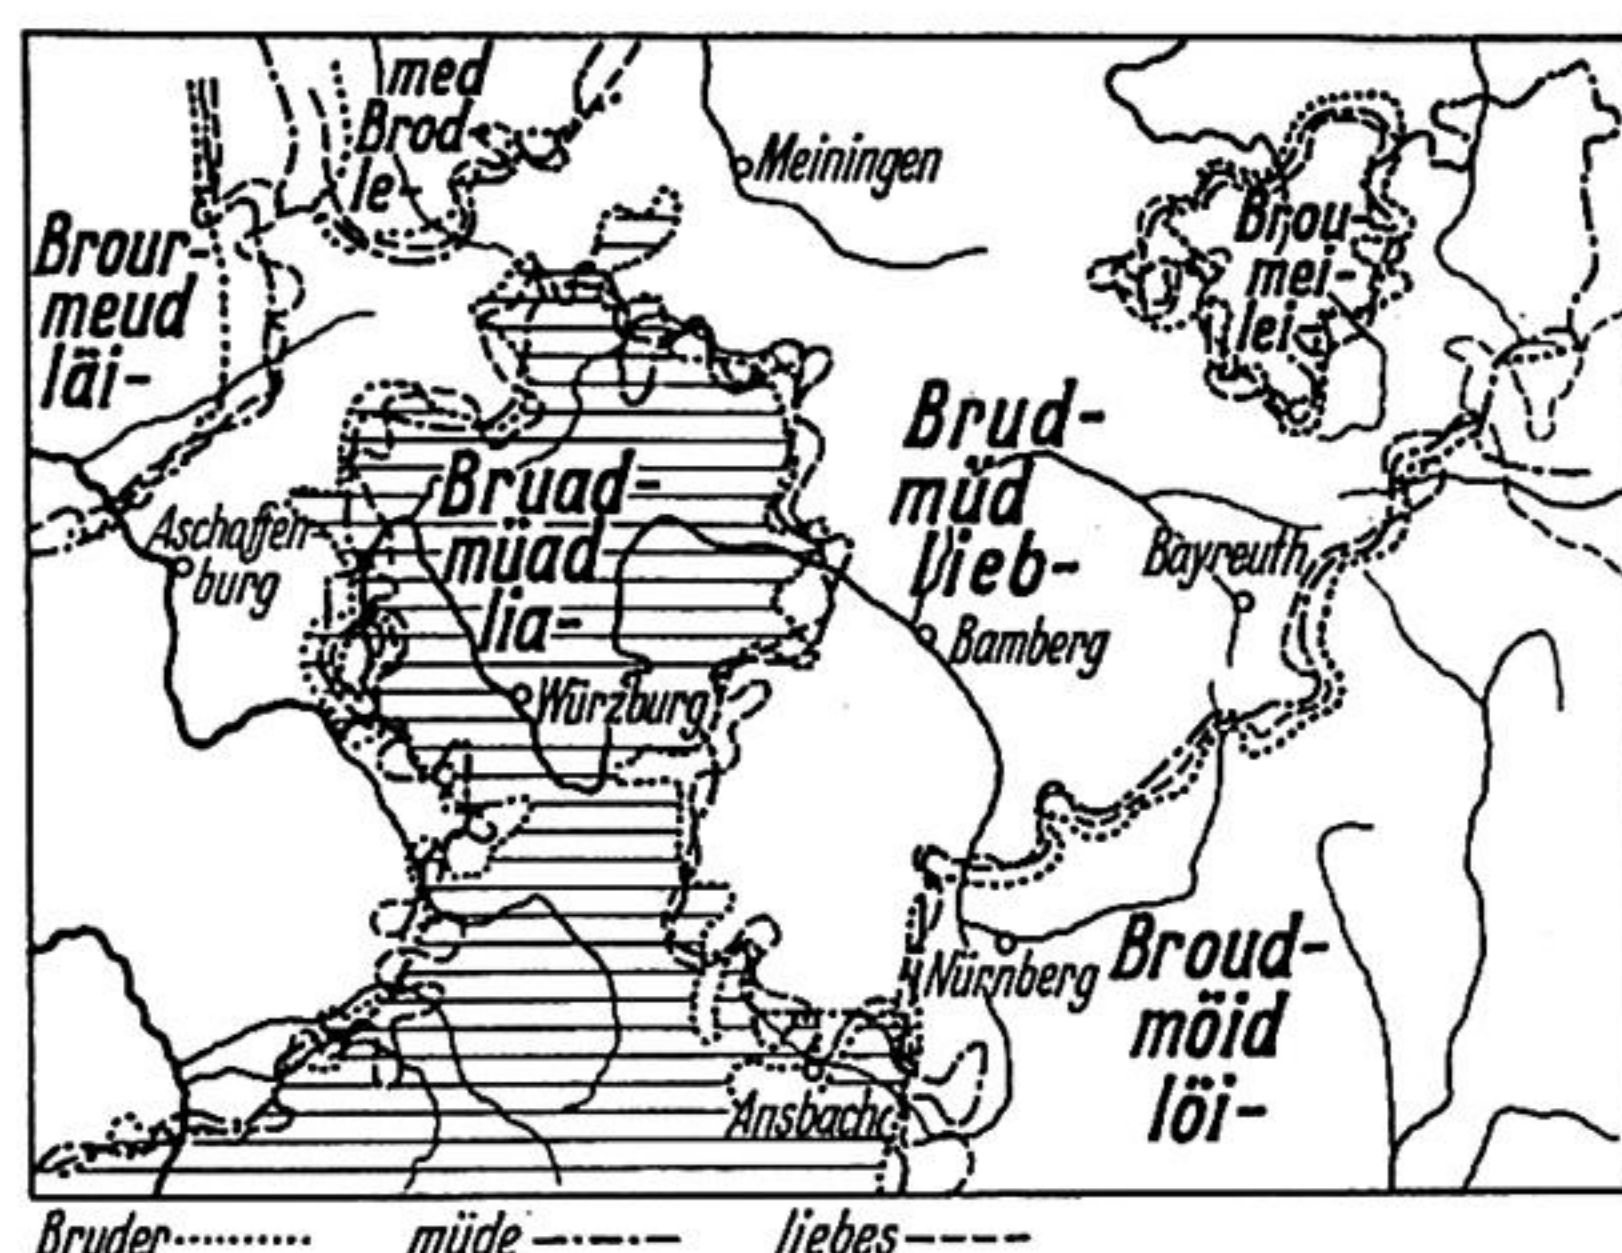 med
Brod-
le-
Meiningen
Brour-
meud
läi-
Brou-
mei-
lei-
Brud-
müd
lieb-
Bruad-
müad
lia-
Aschaffen-
burg
Bayreuth
Bamberg
Würzburg
Nürnberg
Broud-
möid
löi-
Ansbach
Bruder müde liebes